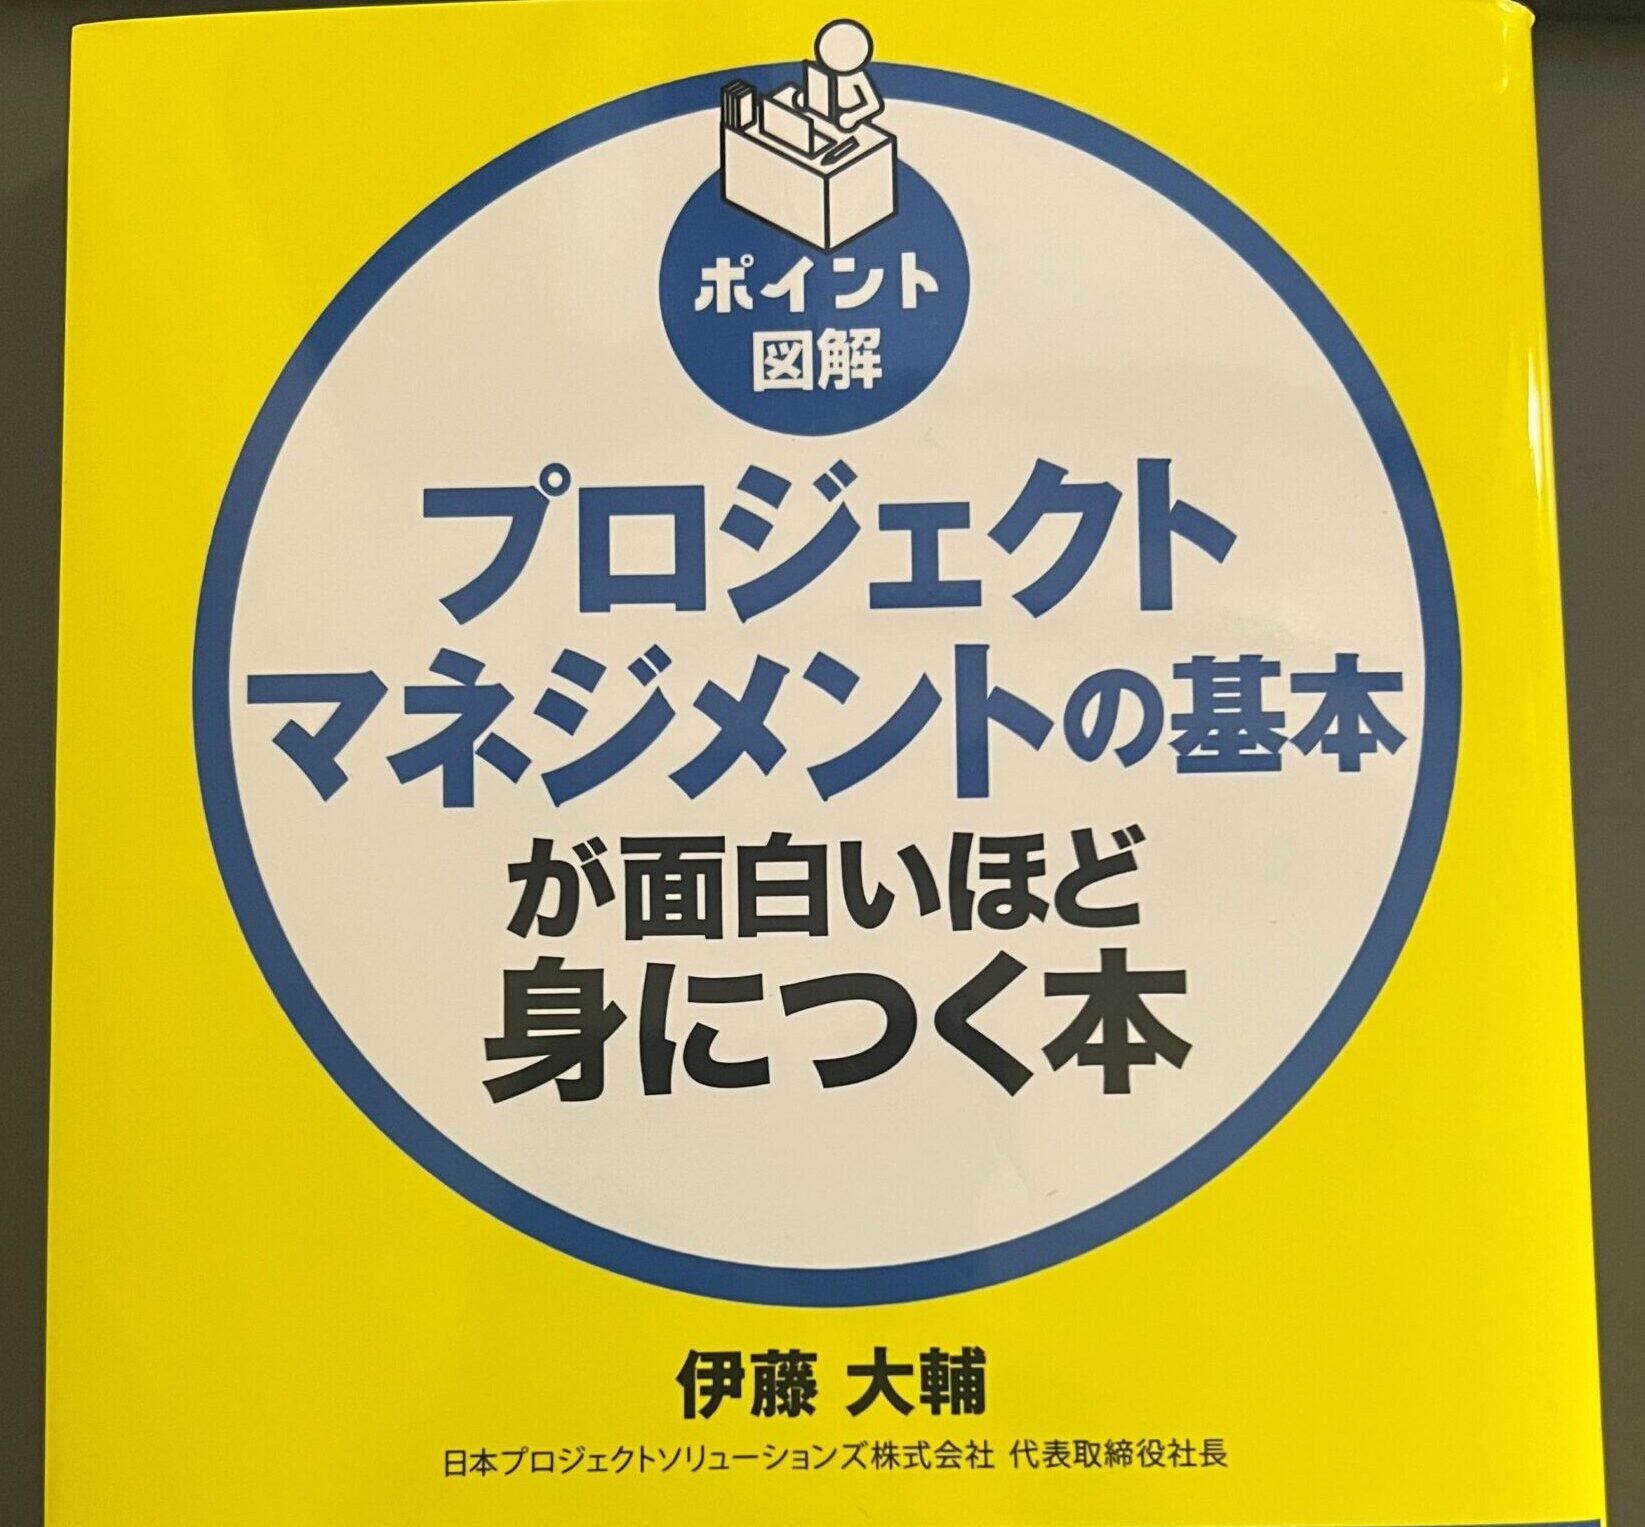 ポイント
図解
プロジェクト
マネジメントの基本
が面白いほど
身につく本
伊藤 大輔
日本プロジェクトソリューションズ株式会社 代表取締役社長